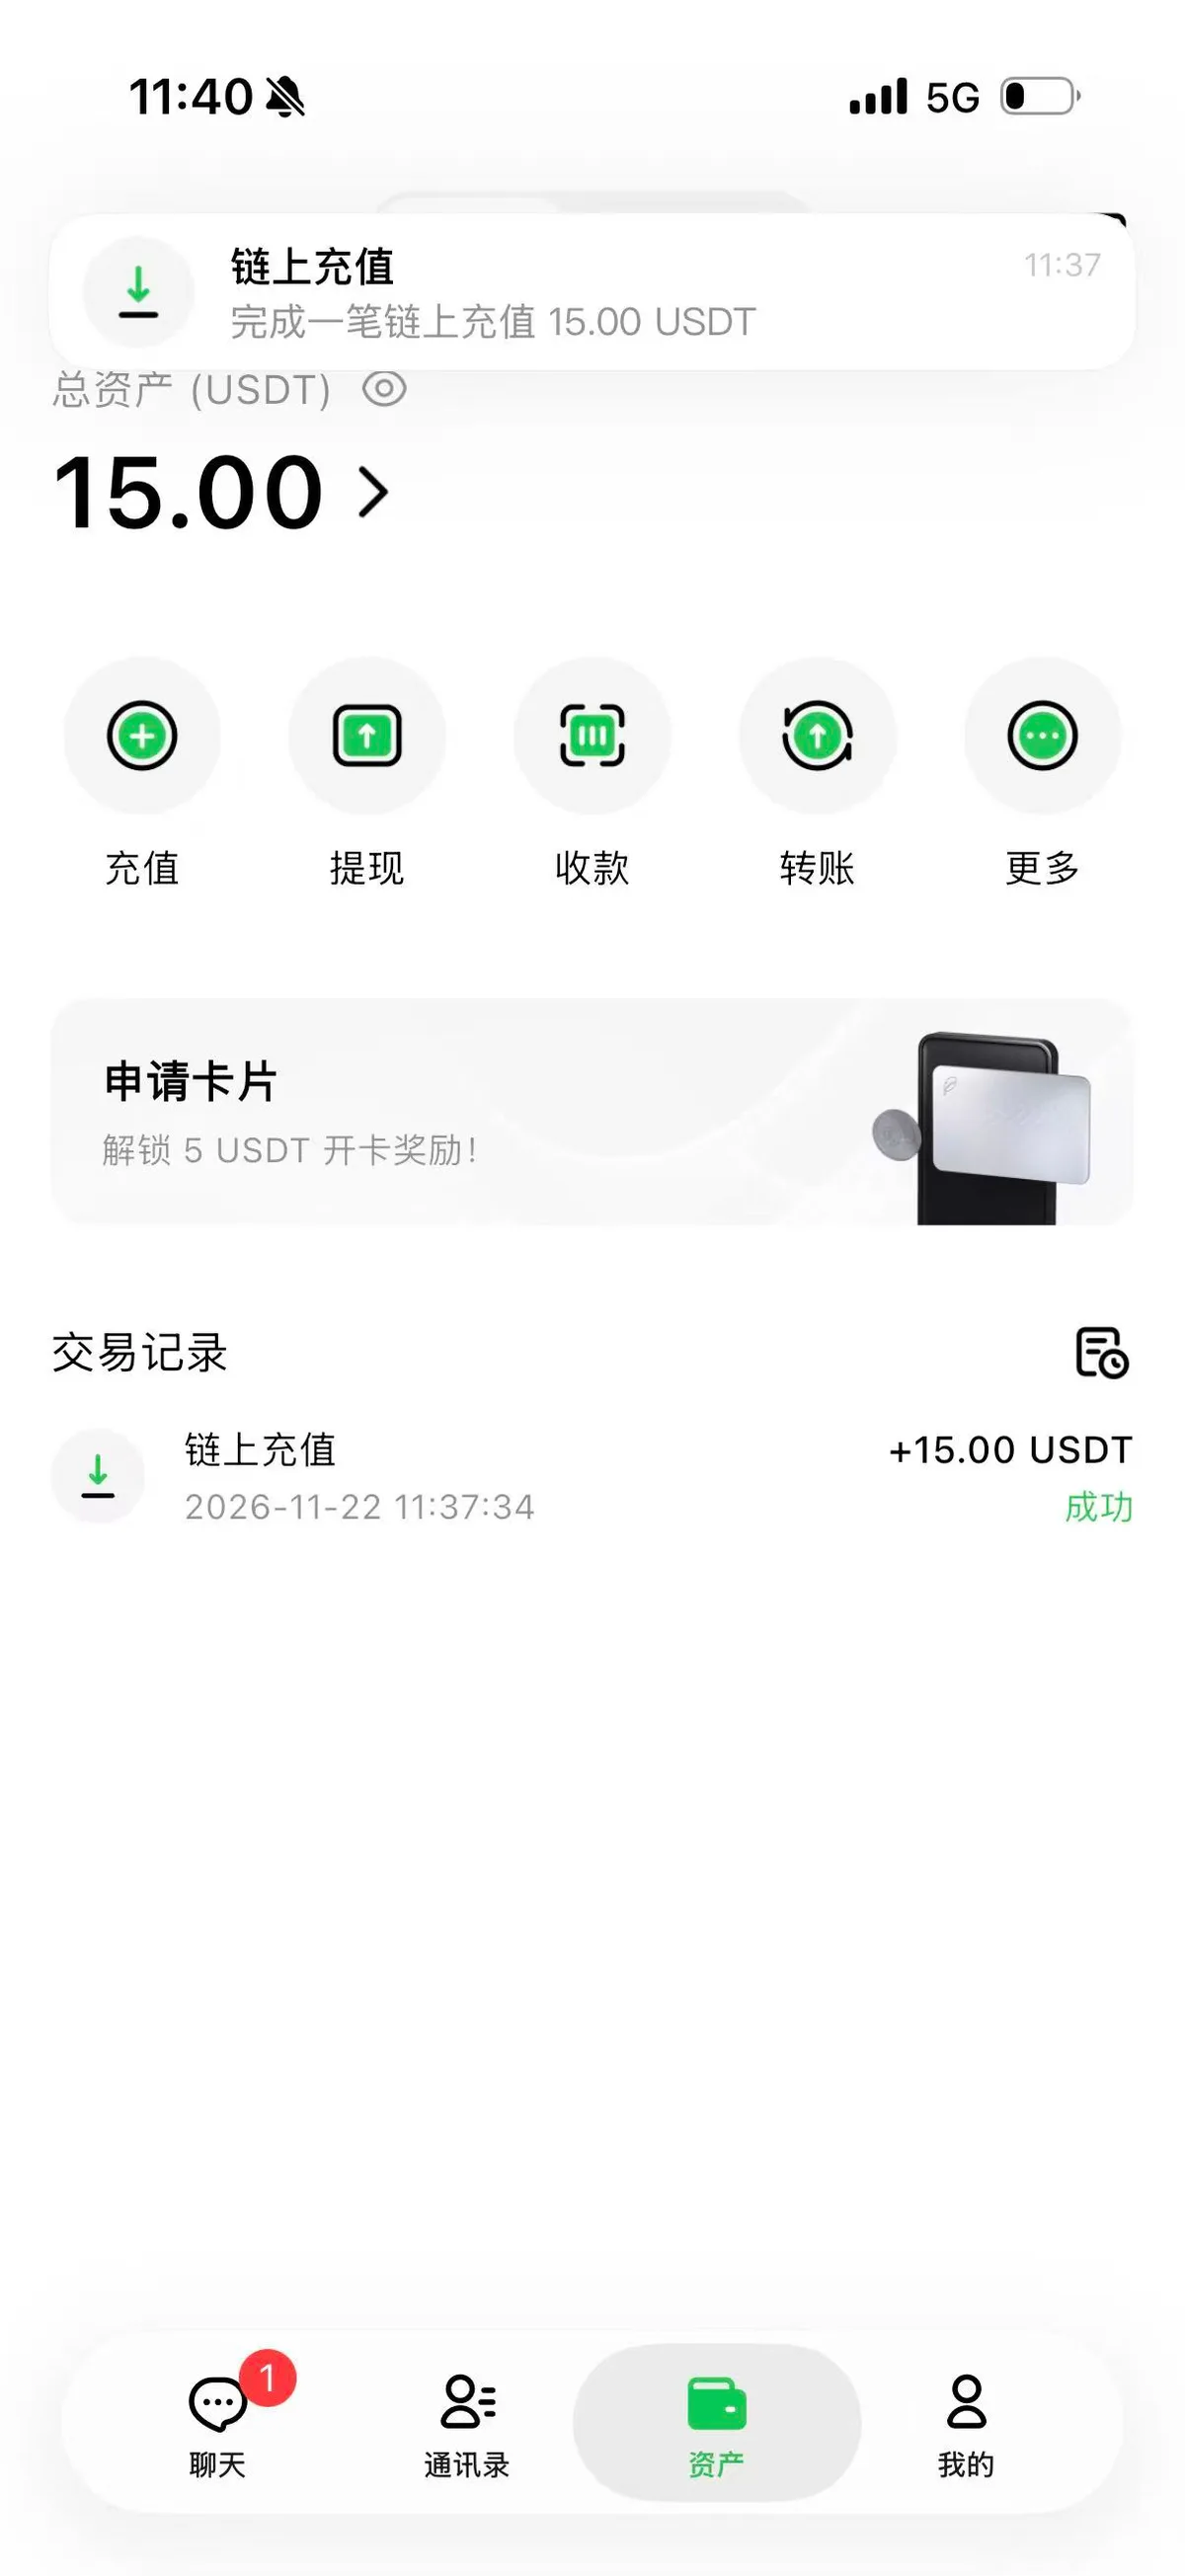 11:40
5G
链上充值
11:37
完成一笔链上充值 15.00 USDT
总资产 (USDT)
15.00
充值
提现
收款
转账
更多
申请卡片
解锁 5 USDT 开卡奖励!
交易记录
链上充值
+15.00 USDT
2026-11-22 11:37:34
成功
1
聊天
通讯录
资产
我的